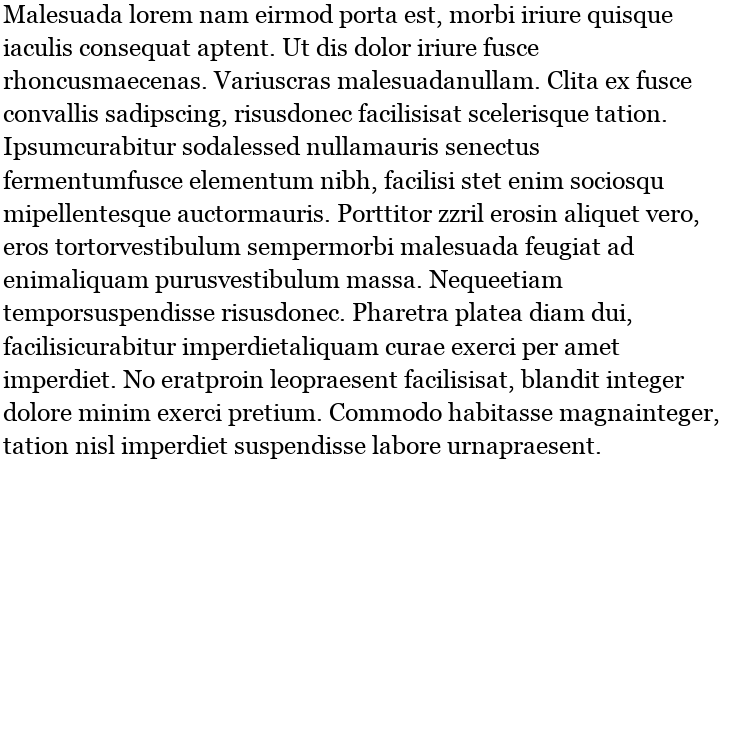 Malesuada lorem nam eirmod porta est, morbi iriure quisque
iaculis consequat aptent. Ut dis dolor iriure fusce
rhoncusmaecenas. Variuscras malesuadanullam. Clita ex fusce
convallis sadipscing, risusdonec facilisisat scelerisque tation.
Ipsumcurabitur sodalessed nullamauris senectus
fermentumfusce elementum nibh, facilisi stet enim sociosqu
mipellentesque auctormauris. Porttitor zzril erosin aliquet vero,
eros tortorvestibulum sempermorbi malesuada feugiat ad
enimaliquam purusvestibulum massa. Nequeetiam
temporsuspendisse risusdonec. Pharetra platea diam dui,
facilisicurabitur imperdietaliquam curae exerci per amet
imperdiet. No eratproin leopraesent facilisisat, blandit integer
dolore minim exerci pretium. Commodo habitasse magnainteger,
tation nisl imperdiet suspendisse labore urnapraesent.